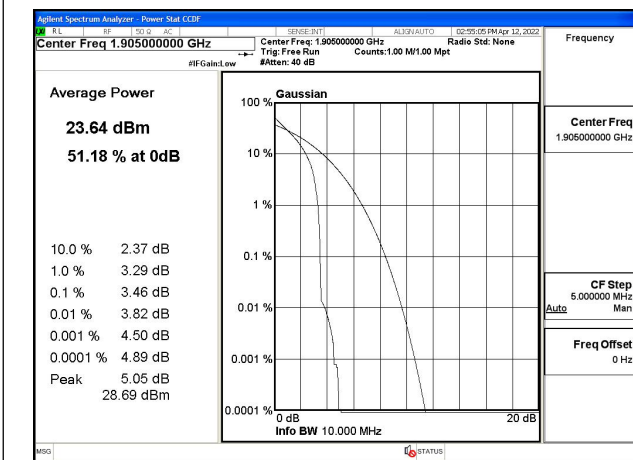 Agilent Spectrum Analyzer - Power Stat CCDF
LXI RL RF 50 Ω AC SENSE:INT ALIGN AUTO 02:55:05 PM Apr 12, 2022
Center Freq 1.905000000 GHz
Center Freq: 1.905000000 GHz Radio Std: None
Trig: Free Run Counts:1.00 M/1.00 Mpt
#IFGain:Low #Atten: 40 dB
Average Power
23.64 dBm
51.18 % at 0dB
10.0 % 2.37 dB
1.0 % 3.29 dB
0.1 % 3.46 dB
0.01 % 3.82 dB
0.001 % 4.50 dB
0.0001 % 4.89 dB
Peak 5.05 dB
28.69 dBm
Gaussian
100 %
10 %
1 %
0.1 %
0.01 %
0.001 %
0.0001 %
0 dB 20 dB
Info BW 10.000 MHz
Frequency
Center Freq
1.905000000 GHz
CF Step
5.000000 MHz
Auto Man
Freq Offset
0 Hz
MSG STATUS